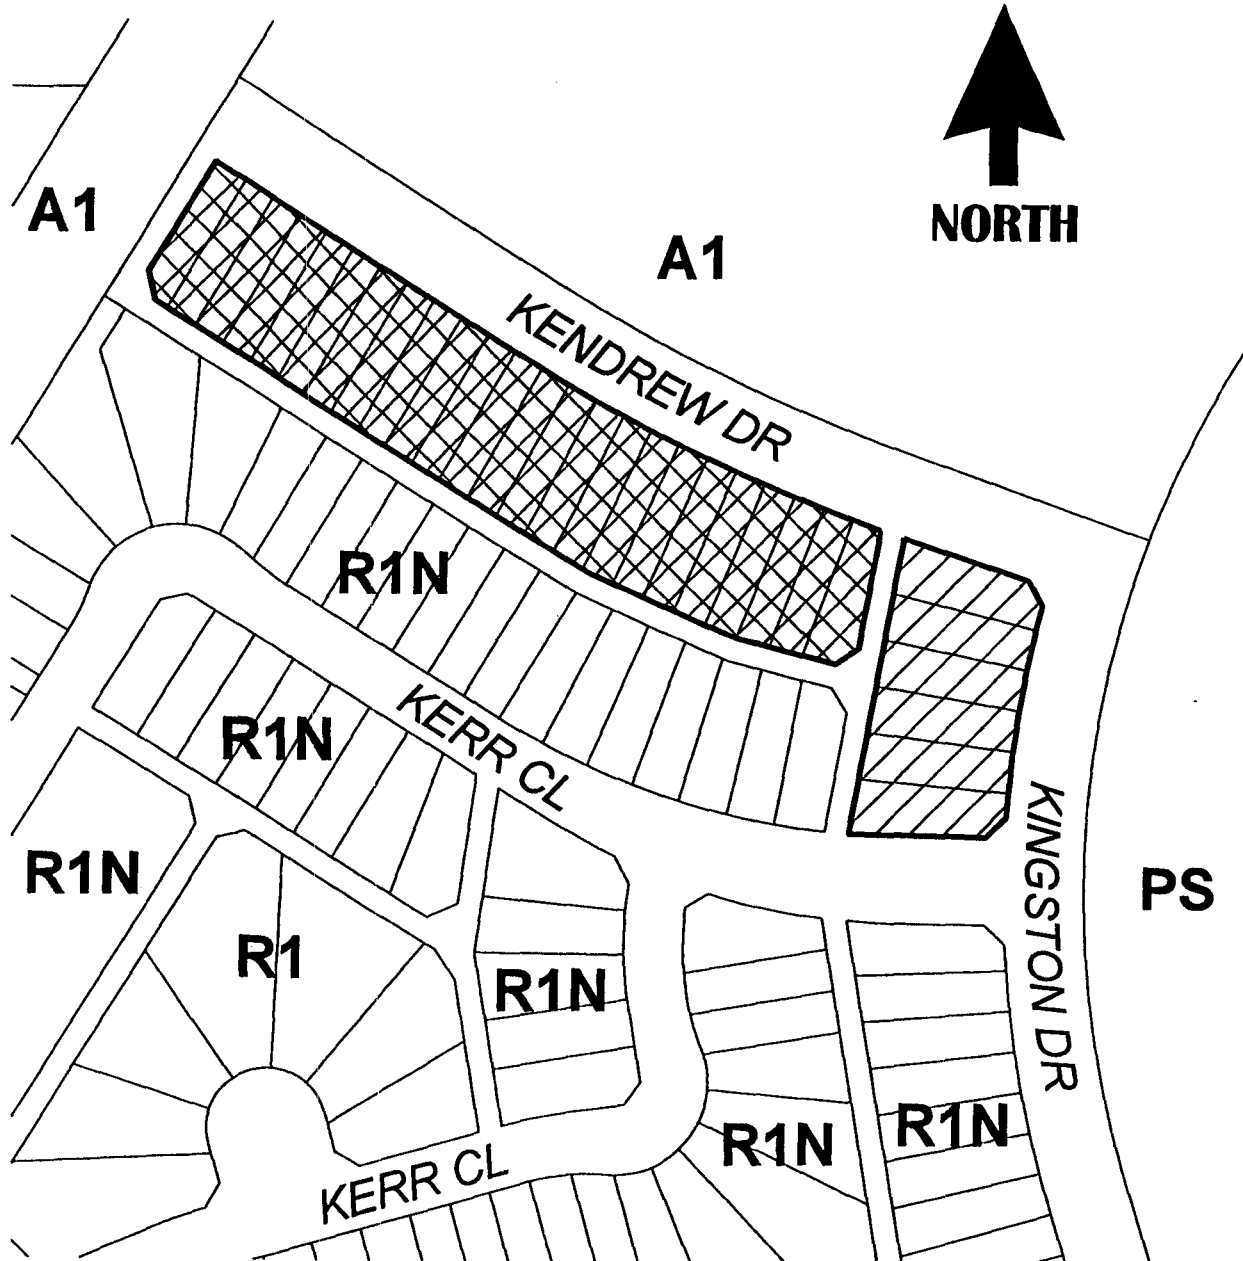 A1
NORTH
A1
KENDREW DR
R1N
KERR CL
R1N
KINGSTON DR
R1N
PS
R1
R1N
R1N
R1N
KERR CL